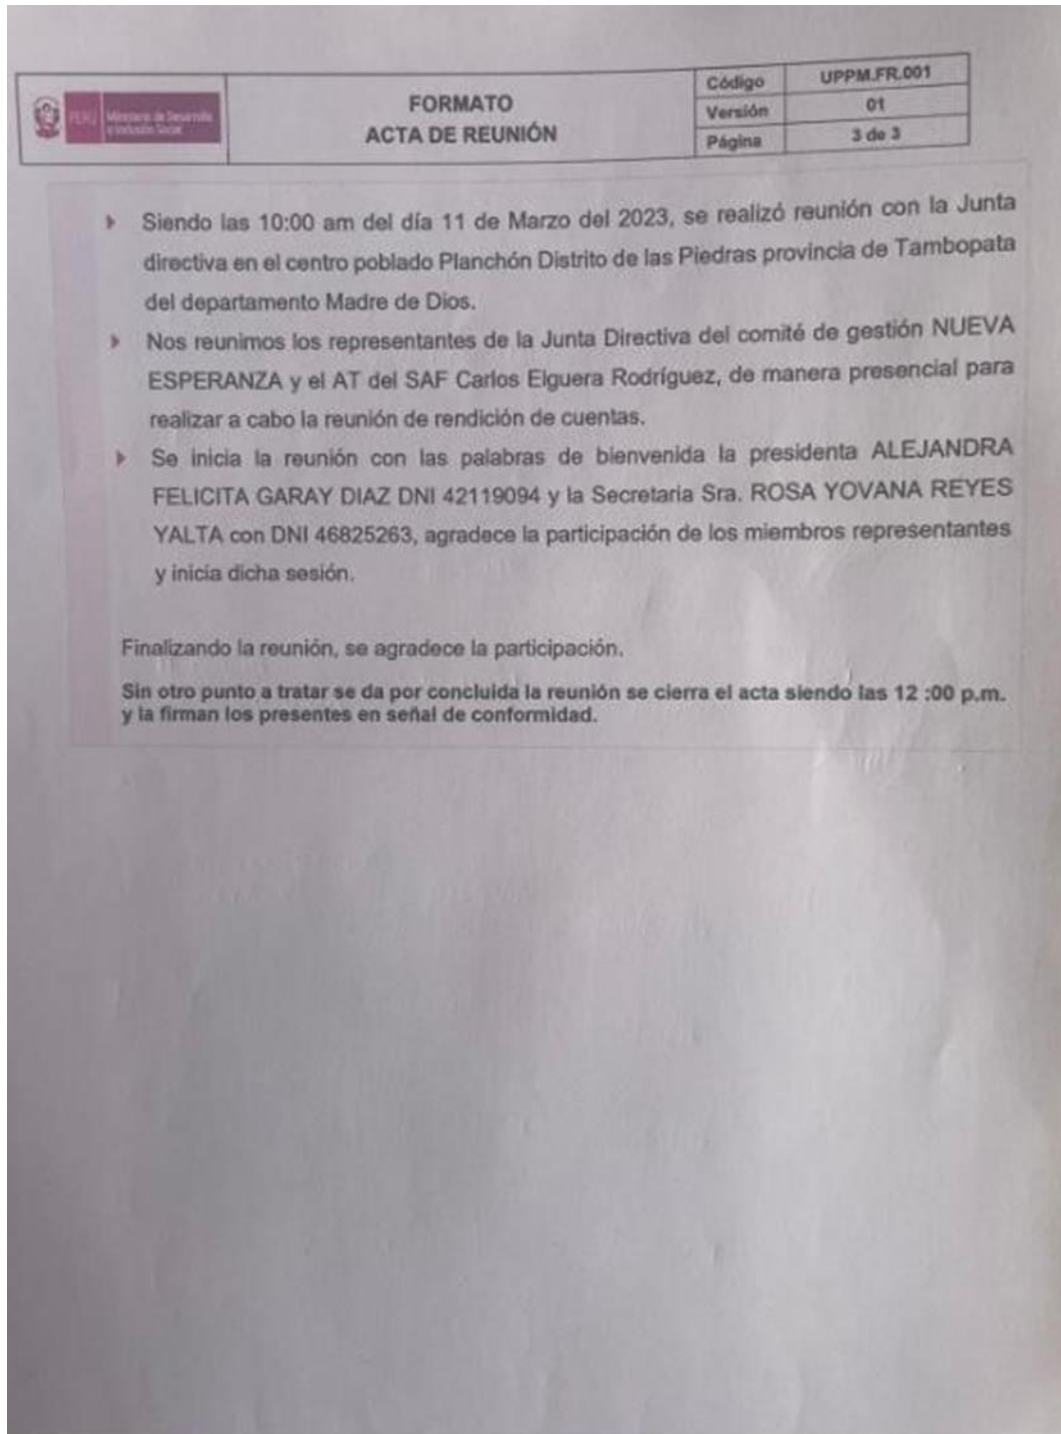 PERÚ
Ministerio de Desarrollo
e Inclusión Social
FORMATO
ACTA DE REUNIÓN
Código UPPM.FR.001
Versión 01
Página 3 de 3
Siendo las 10:00 am del día 11 de Marzo del 2023, se realizó reunión con la Junta
directiva en el centro poblado Planchón Distrito de las Piedras provincia de Tambopata
del departamento Madre de Dios.
Nos reunimos los representantes de la Junta Directiva del comité de gestión NUEVA
ESPERANZA y el AT del SAF Carlos Elguera Rodríguez, de manera presencial para
realizar a cabo la reunión de rendición de cuentas.
Se inicia la reunión con las palabras de bienvenida la presidenta ALEJANDRA
FELICITA GARAY DIAZ DNI 42119094 y la Secretaria Sra. ROSA YOVANA REYES
YALTA con DNI 46825263, agradece la participación de los miembros representantes
y inicia dicha sesión.
Finalizando la reunión, se agradece la participación.
Sin otro punto a tratar se da por concluida la reunión se cierra el acta siendo las 12 :00 p.m.
y la firman los presentes en señal de conformidad.